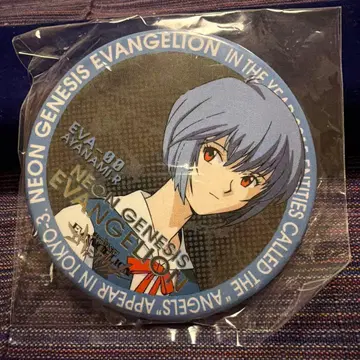 NEON GENESIS EVANGELION
IN THE YEAR ENTITIES CALLED THE "ANGELS" APPEAR IN TOKYO-3
EVA-00
AYANAMI R
NEON GENESIS
EVANGELION